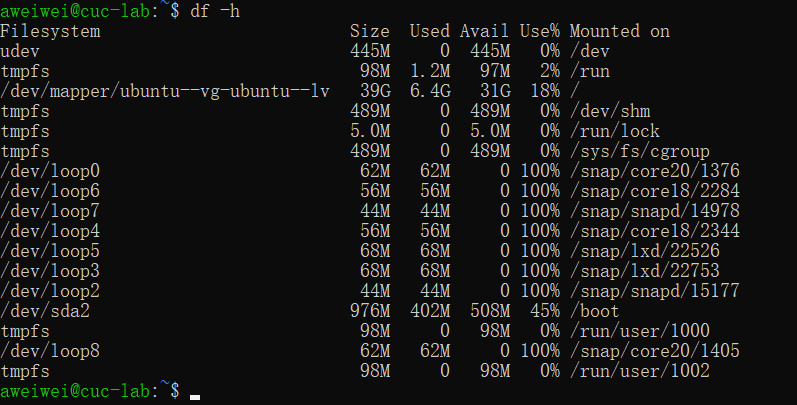 aweiwei@cuc-lab:~$ df -h
Filesystem                         Size  Used Avail Use% Mounted on
udev                               445M     0  445M   0% /dev
tmpfs                               98M  1.2M   97M   2% /run
/dev/mapper/ubuntu--vg-ubuntu--lv   39G  6.4G   31G  18% /
tmpfs                              489M     0  489M   0% /dev/shm
tmpfs                              5.0M     0  5.0M   0% /run/lock
tmpfs                              489M     0  489M   0% /sys/fs/cgroup
/dev/loop0                          62M   62M     0 100% /snap/core20/1376
/dev/loop6                          56M   56M     0 100% /snap/core18/2284
/dev/loop7                          44M   44M     0 100% /snap/snapd/14978
/dev/loop4                          56M   56M     0 100% /snap/core18/2344
/dev/loop5                          68M   68M     0 100% /snap/lxd/22526
/dev/loop3                          68M   68M     0 100% /snap/lxd/22753
/dev/loop2                          44M   44M     0 100% /snap/snapd/15177
/dev/sda2                          976M  402M  508M  45% /boot
tmpfs                               98M     0   98M   0% /run/user/1000
/dev/loop8                          62M   62M     0 100% /snap/core20/1405
tmpfs                               98M     0   98M   0% /run/user/1002
aweiwei@cuc-lab:~$